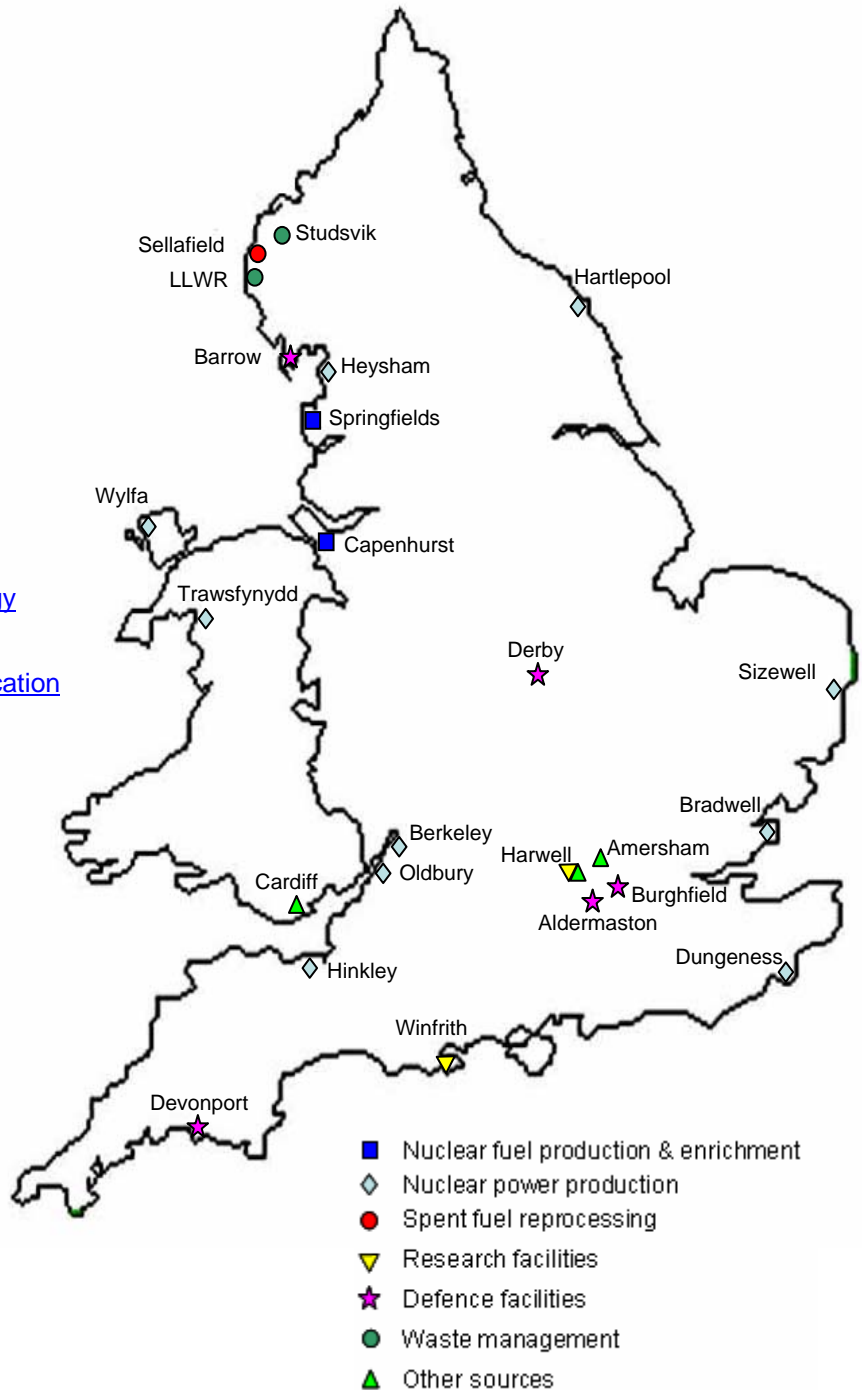 Studsvik
Sellafield
LLWR
Hartlepool
Barrow
Heysham
Springfields
Wylfa
Capenhurst
Trawsfynydd
gy
Derby
Sizewell
cation
Bradwell
Berkeley
Harwell
Amersham
Oldbury
Cardiff
Burghfield
Aldermaston
Dungeness
Hinkley
Winfrith
Devonport
Nuclear fuel production & enrichment
Nuclear power production
Spent fuel reprocessing
Research facilities
Defence facilities
Waste management
Other sources